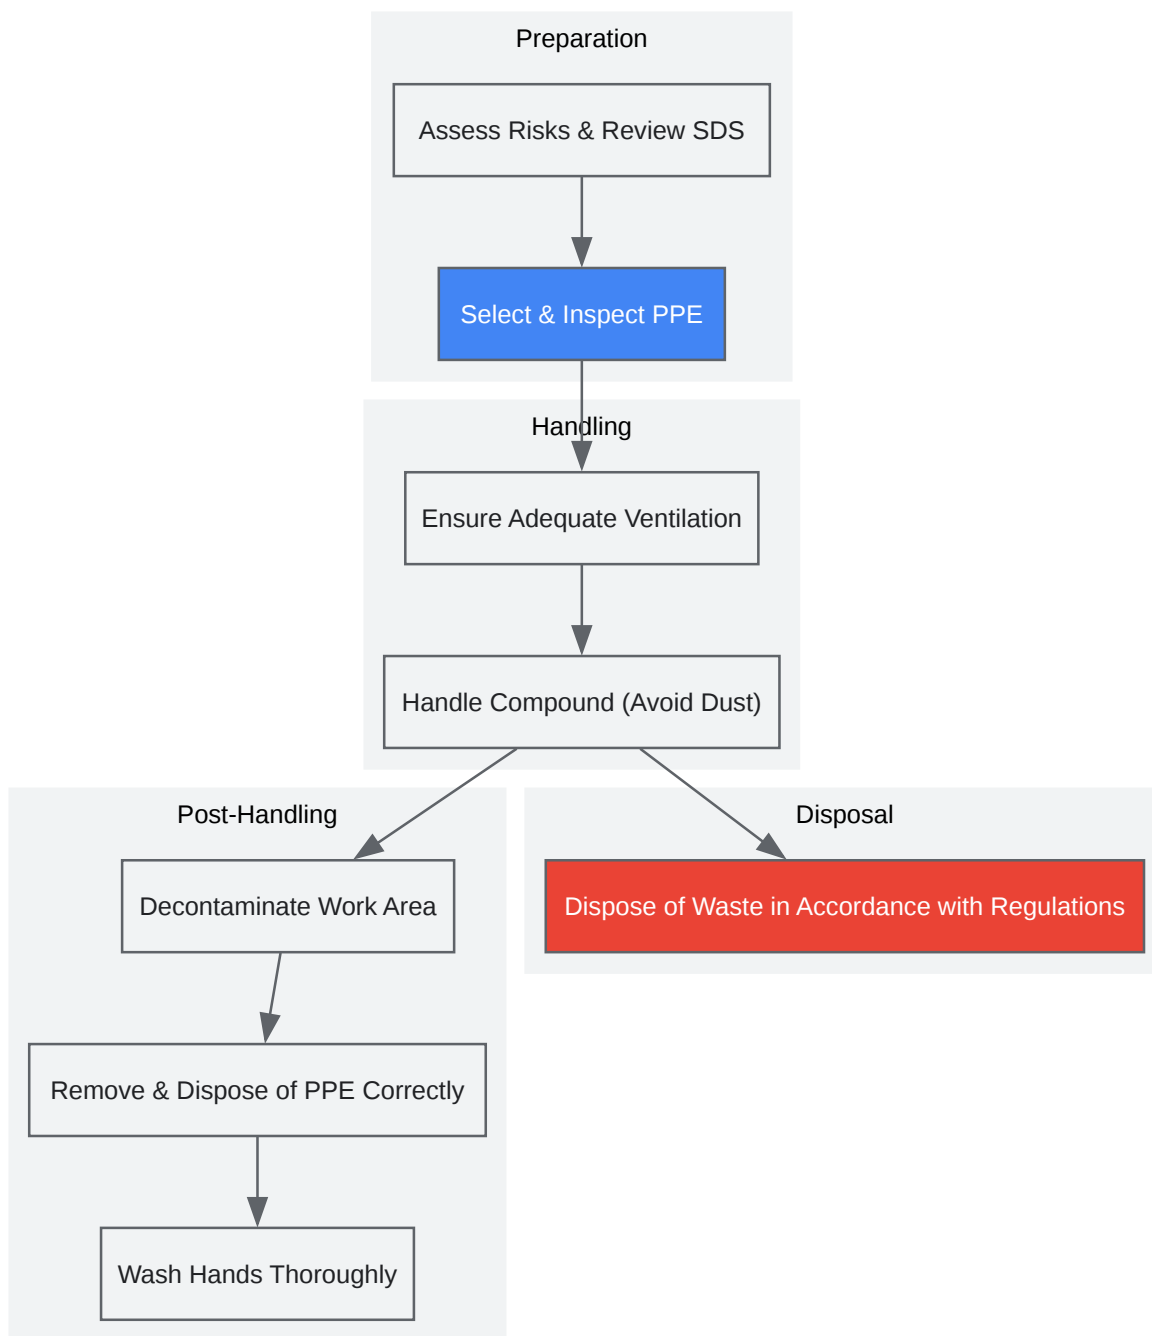 Preparation
Assess Risks & Review SDS
Select & Inspect PPE
Handling
Ensure Adequate Ventilation
Handle Compound (Avoid Dust)
Post-Handling
Decontaminate Work Area
Remove & Dispose of PPE Correctly
Wash Hands Thoroughly
Disposal
Dispose of Waste in Accordance with Regulations